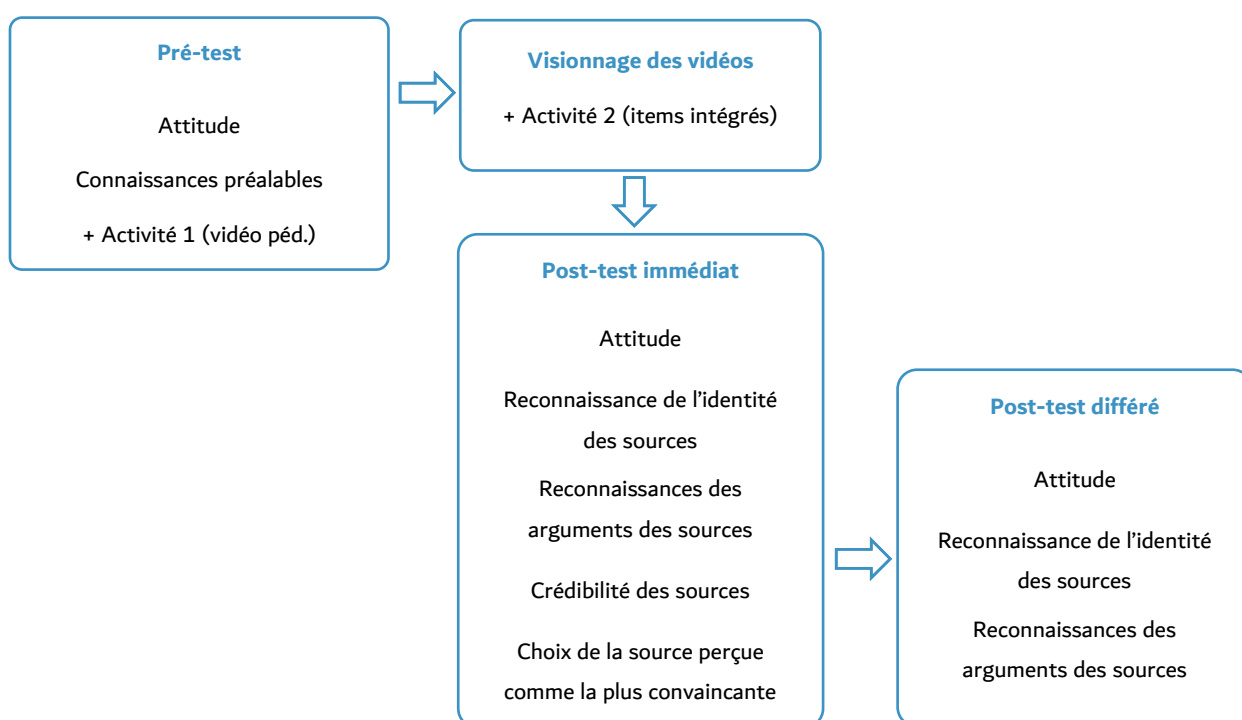 Pré-test
Attitude
Connaissances préalables
+ Activité 1 (vidéo péd.)
Visionnage des vidéos
+ Activité 2 (items intégrés)
Post-test immédiat
Attitude
Reconnaissance de l’identité
des sources
Reconnaissances des
arguments des sources
Crédibilité des sources
Choix de la source perçue
comme la plus convaincante
Post-test différé
Attitude
Reconnaissance de l’identité
des sources
Reconnaissances des
arguments des sources